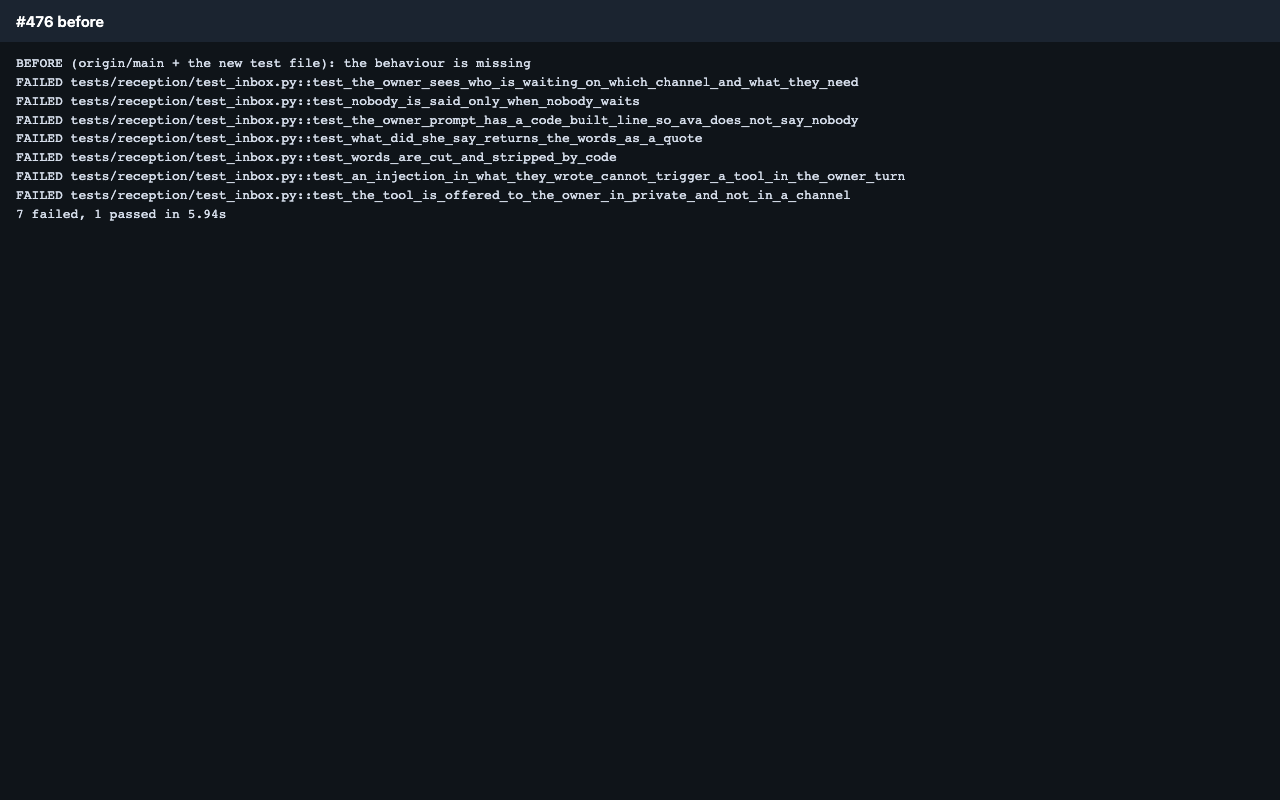 #476 before
BEFORE (origin/main + the new test file): the behaviour is missing
FAILED tests/reception/test_inbox.py::test_the_owner_sees_who_is_waiting_on_which_channel_and_what_they_need
FAILED tests/reception/test_inbox.py::test_nobody_is_said_only_when_nobody_waits
FAILED tests/reception/test_inbox.py::test_the_owner_prompt_has_a_code_built_line_so_ava_does_not_say_nobody
FAILED tests/reception/test_inbox.py::test_what_did_she_say_returns_the_words_as_a_quote
FAILED tests/reception/test_inbox.py::test_words_are_cut_and_stripped_by_code
FAILED tests/reception/test_inbox.py::test_an_injection_in_what_they_wrote_cannot_trigger_a_tool_in_the_owner_turn
FAILED tests/reception/test_inbox.py::test_the_tool_is_offered_to_the_owner_in_private_and_not_in_a_channel
7 failed, 1 passed in 5.94s